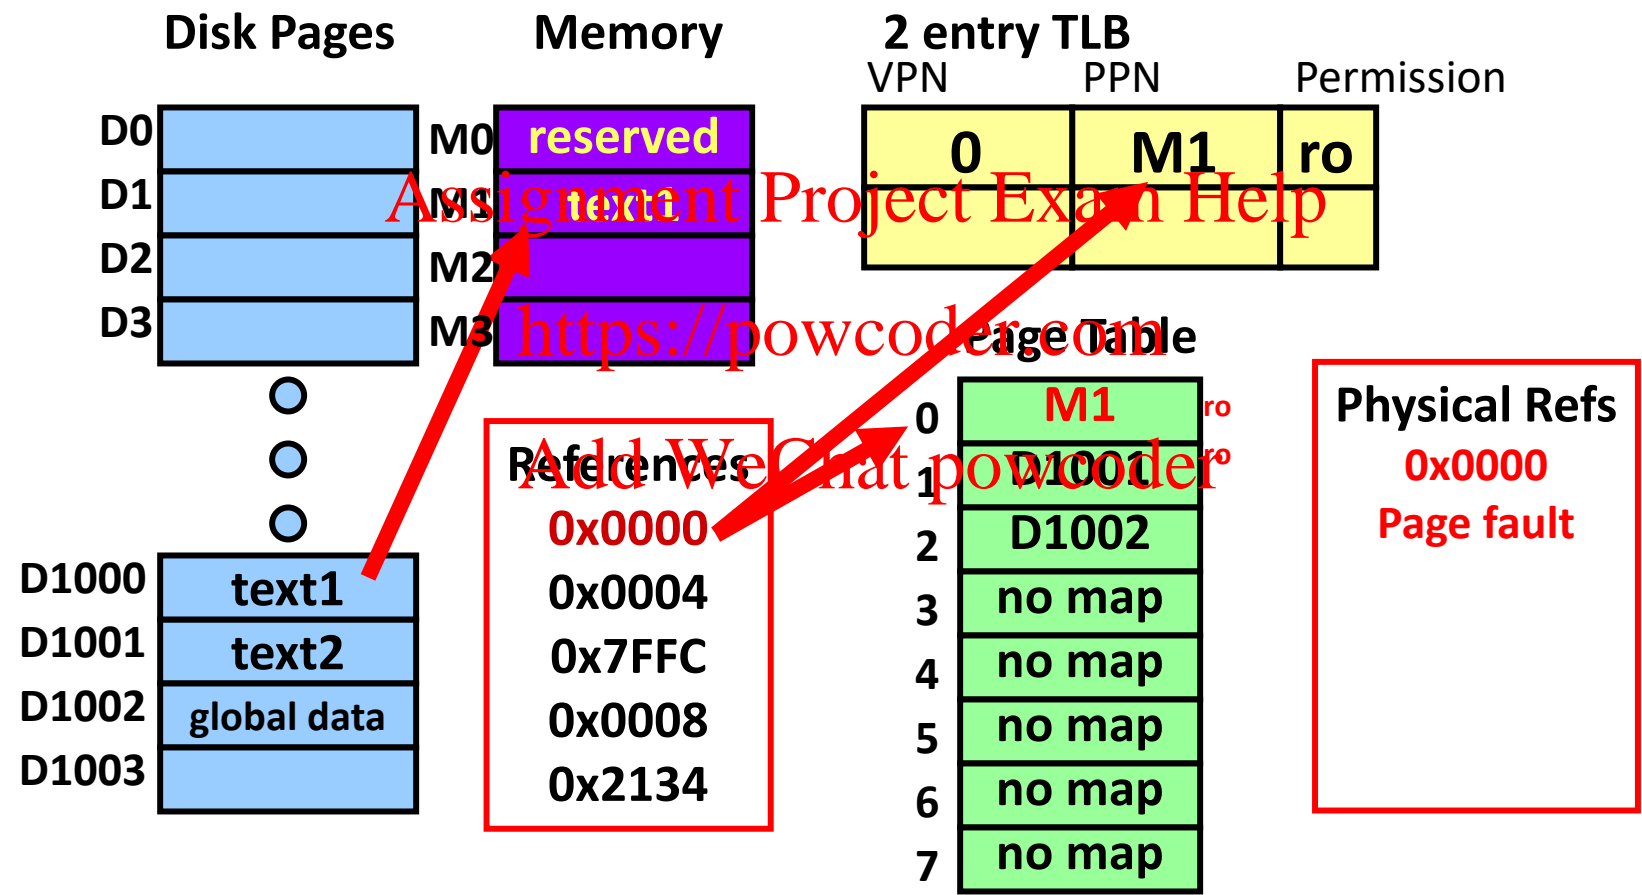 Disk Pages
Memory
2 entry TLB
VPN PPN Permission
D0
D1
D2
D3
D1000 text1
D1001 text2
D1002 global data
D1003
M0 reserved
M1 text1
M2
M3
0 M1 ro
Assignment Project Exam Help
https://powcoder.com
Add WeChat powcoder
References
0x0000
0x0004
0x7FFC
0x0008
0x2134
Page Table
0 M1 ro
1 D1001 ro
2 D1002
3 no map
4 no map
5 no map
6 no map
7 no map
Physical Refs
0x0000
Page fault